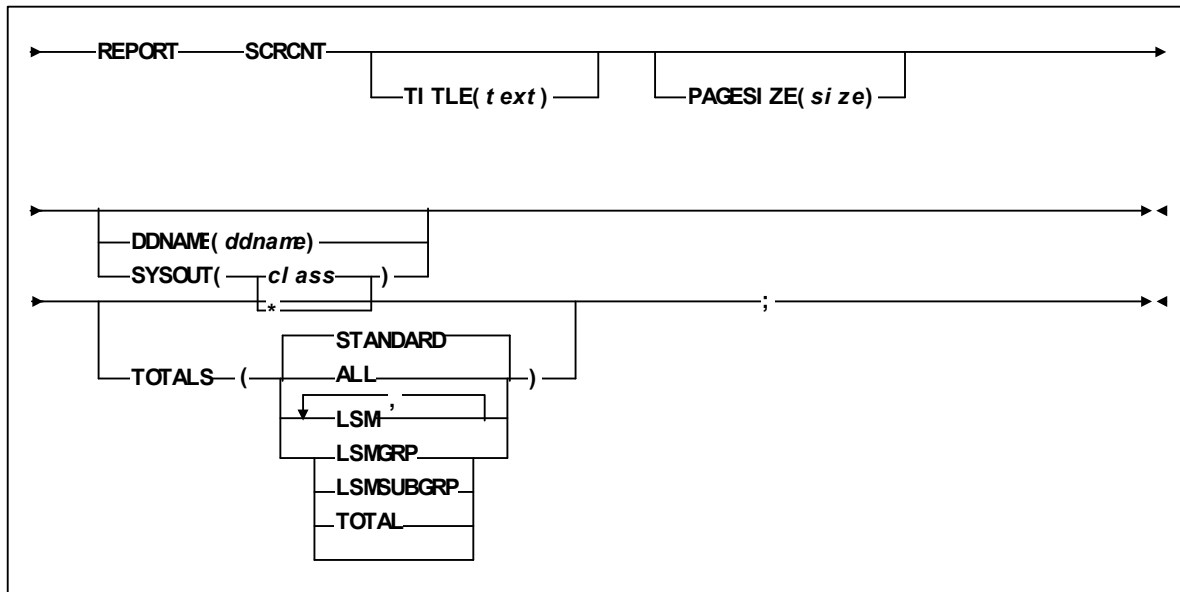 REPORT SCRCNT
TITLE(text) PAGESIZE(size)
DDNAME(ddname)
SYSOUT( class )
*
;
STANDARD
TOTALS ( ALL )
,
LSM
LSMGRP
LSMSUBGRP
TOTAL